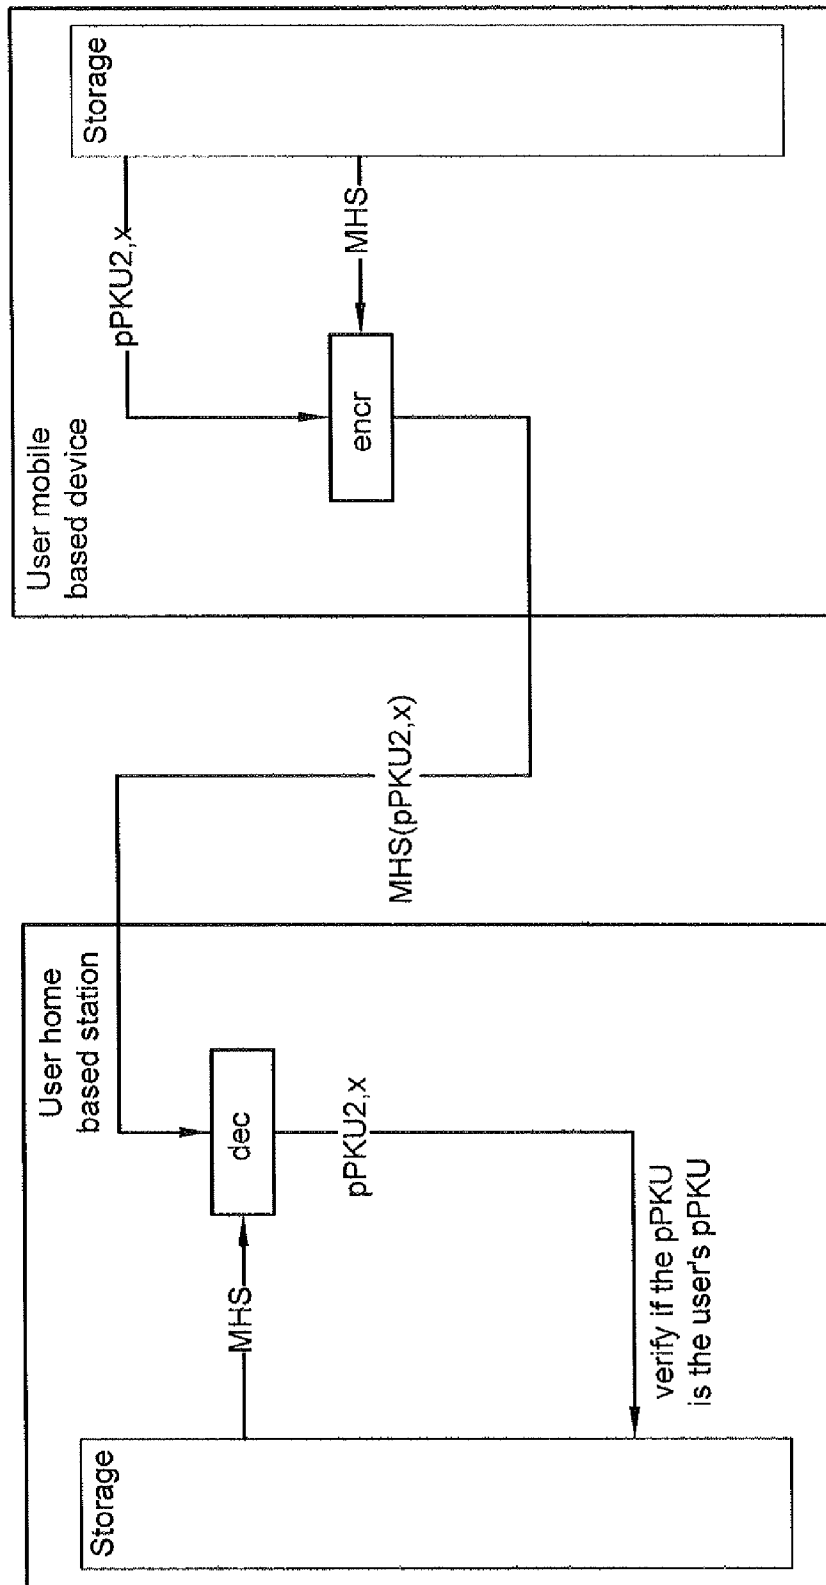 User home
based station
Storage
MHS
dec
pPKU2,x
verify if the pPKU
is the user's pPKU
MHS(pPKU2,x)
User mobile
based device
pPKU2,x
Storage
encr
MHS